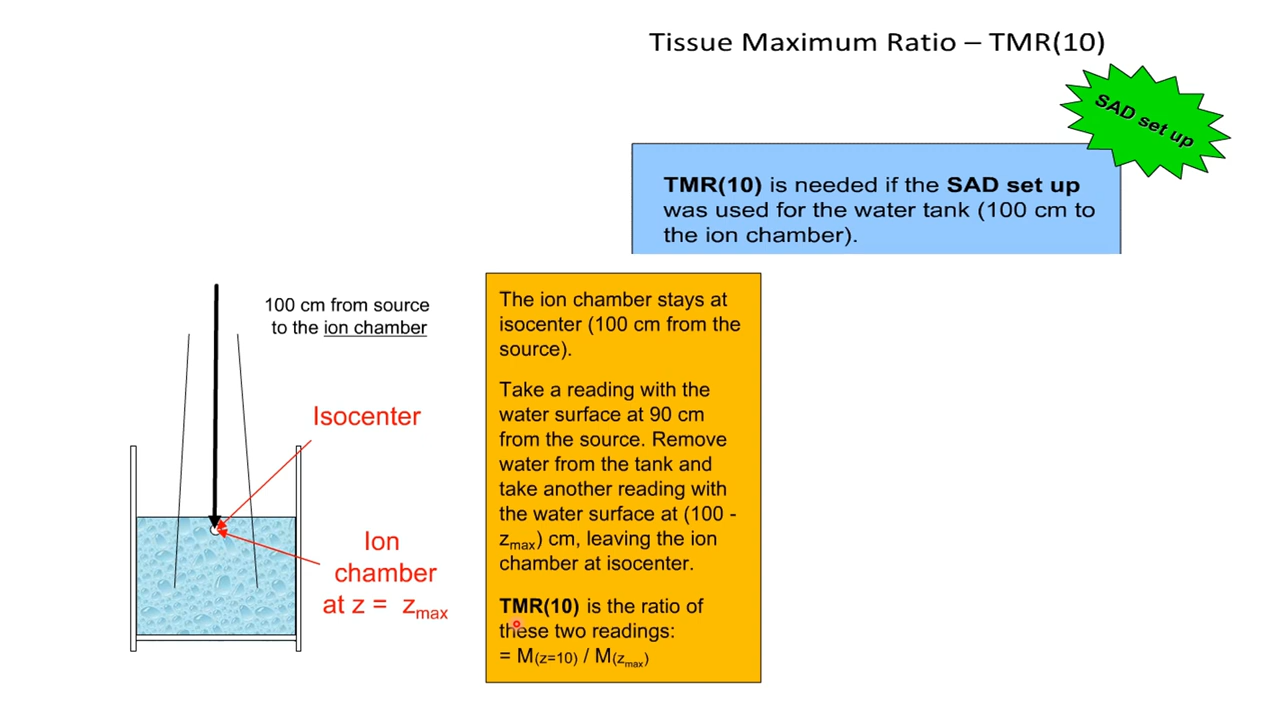 Tissue Maximum Ratio – TMR(10)
SAD set up
TMR(10) is needed if the SAD set up
was used for the water tank (100 cm to
the ion chamber).
100 cm from source
to the ion chamber
Isocenter
Ion
chamber
at z = zmax
The ion chamber stays at
isocenter (100 cm from the
source).
Take a reading with the
water surface at 90 cm
from the source. Remove
water from the tank and
take another reading with
the water surface at (100 -
zmax) cm, leaving the ion
chamber at isocenter.
TMR(10) is the ratio of
these two readings:
= M(z=10) / M(zmax)